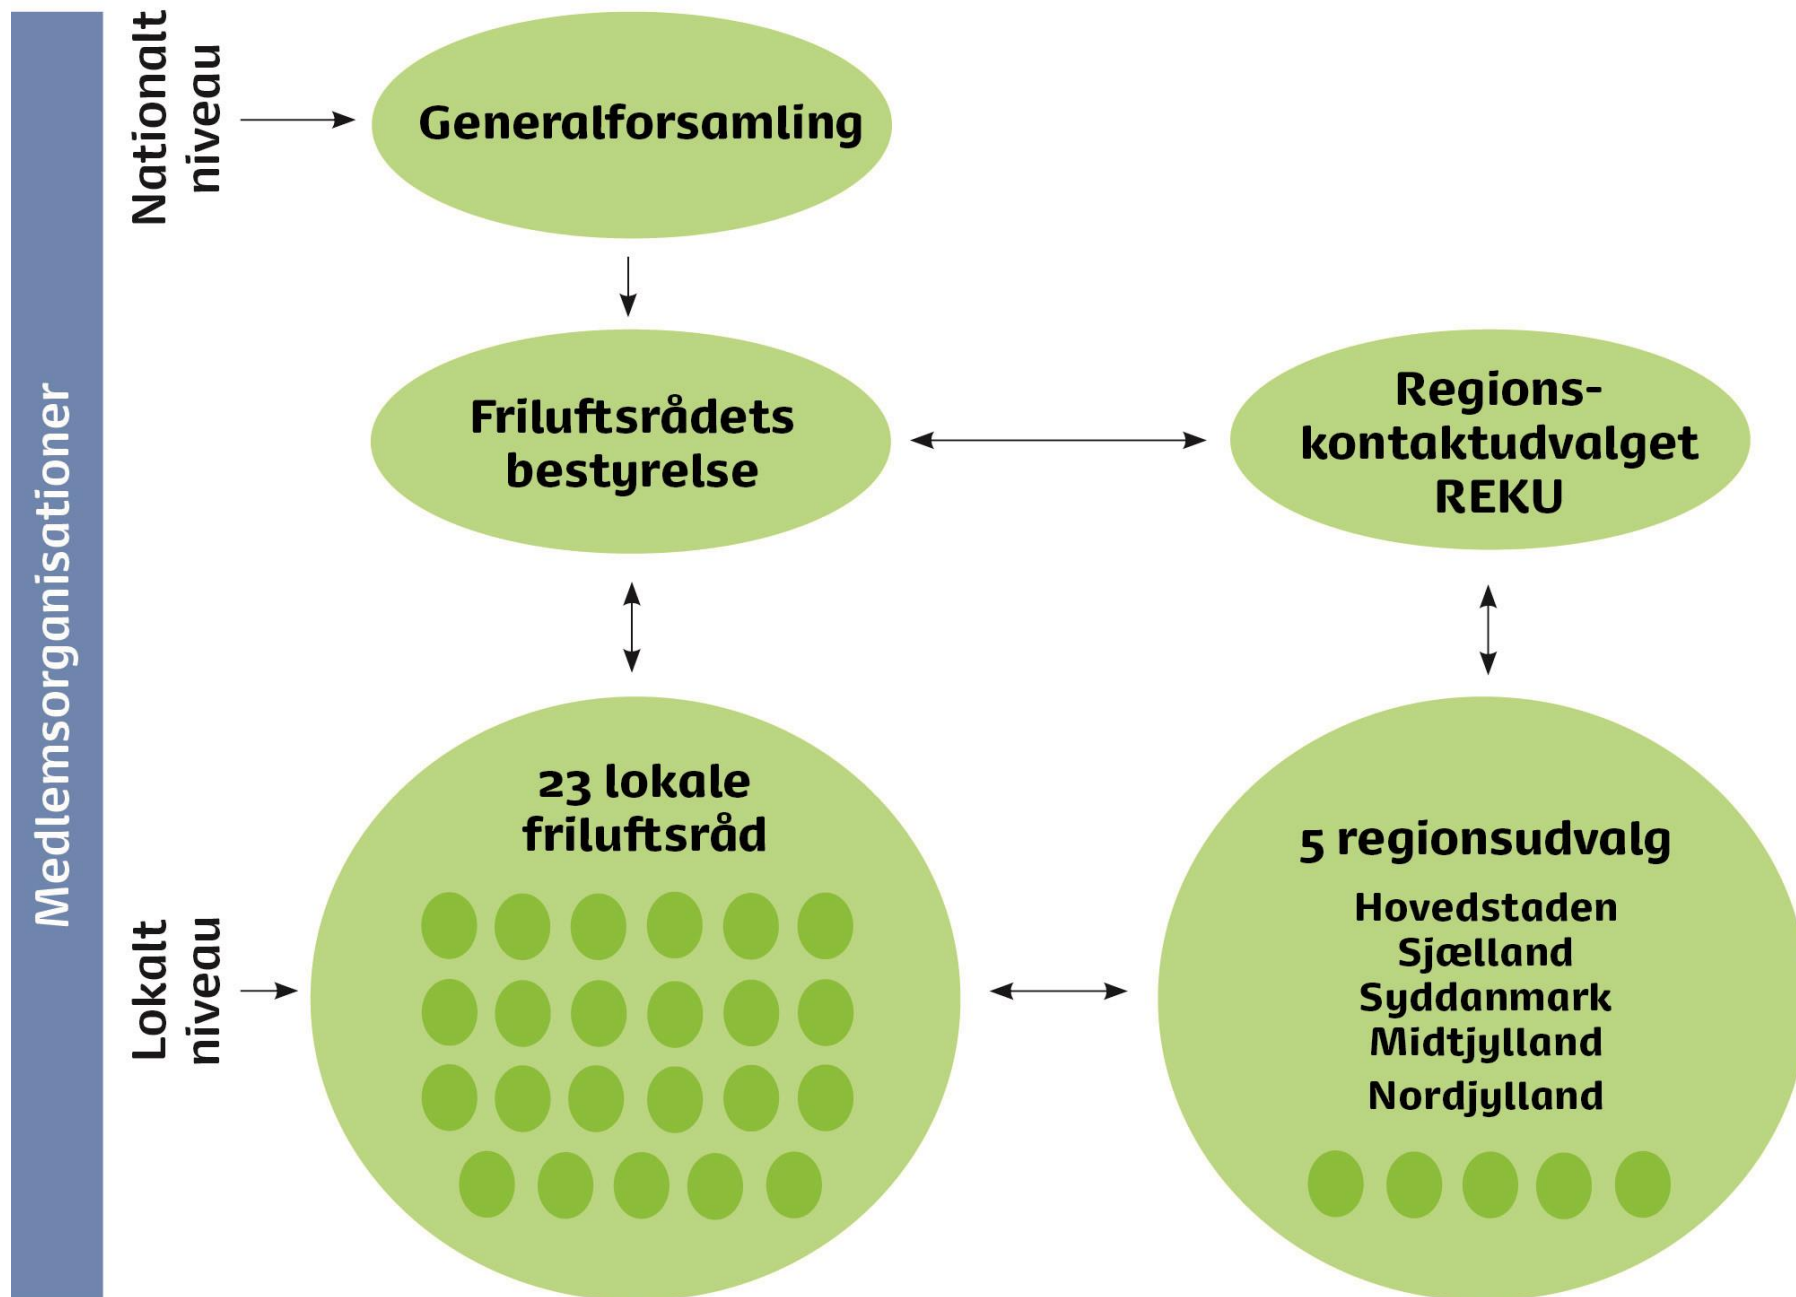 Medlemsorganisationer
Nationalt
niveau
Generalforsamling
Friluftsrådets
bestyrelse
Regions-
kontaktudvalget
REKU
Lokalt
niveau
23 lokale
friluftsråd
5 regionsudvalg
Hovedstaden
Sjælland
Syddanmark
Midtjylland
Nordjylland